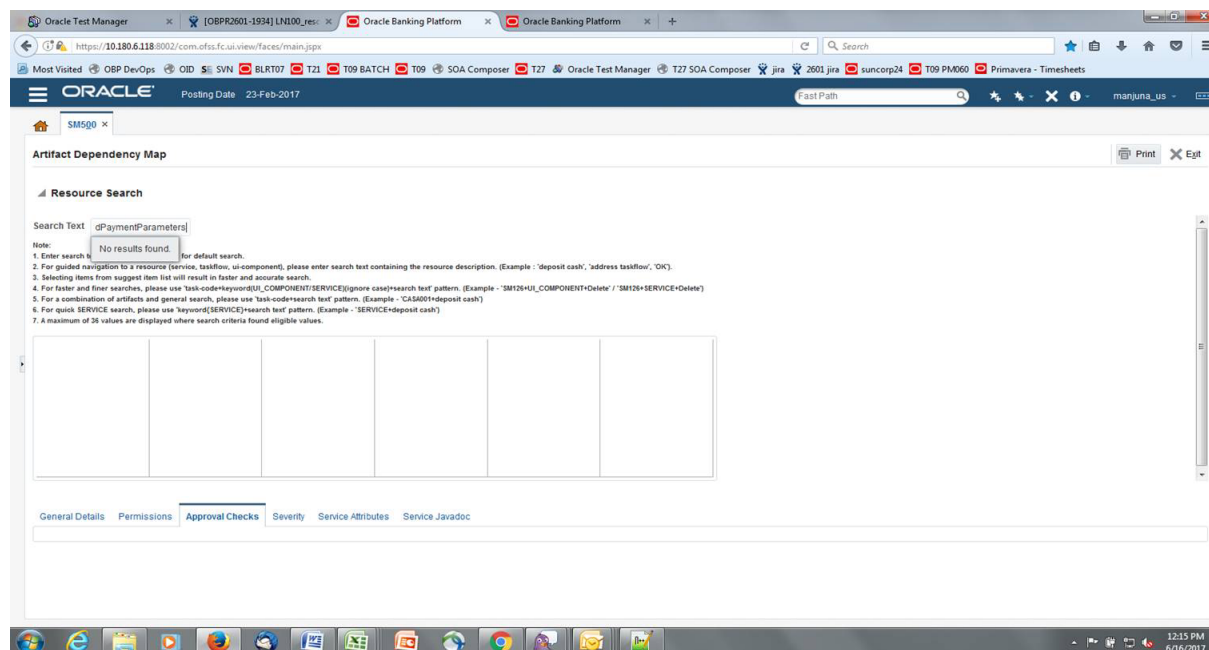 Oracle Test Manager × [OBPR2601-1934] LN100_resc × Oracle Banking Platform × Oracle Banking Platform × +
https://10.180.6.118:8002/com.ofss.fc.ui.view/faces/main.jspx Search
Most Visited OBP DevOps OID SVN BLRT07 T21 T09 BATCH T09 SOA Composer T27 Oracle Test Manager T27 SOA Composer jira 2601 jira suncorp24 T09 PM060 Primavera - Timesheets
ORACLE Posting Date 23-Feb-2017 Fast Path manjuna_us
SM500 ×
Artifact Dependency Map Print Exit
Resource Search
Search Text dPaymentParameters
No results found.
Note:
1. Enter search t for default search.
2. For guided navigation to a resource (service, taskflow, ui-component), please enter search text containing the resource description. (Example : 'deposit cash', 'address taskflow', 'OK').
3. Selecting items from suggest item list will result in faster and accurate search.
4. For faster and finer searches, please use 'task-code+keyword(UI_COMPONENT/SERVICE)(ignore case)+search text' pattern. (Example - 'SM126+UI_COMPONENT+Delete' / 'SM126+SERVICE+Delete')
5. For a combination of artifacts and general search, please use 'task-code+search text' pattern. (Example - 'CASA001+deposit cash')
6. For quick SERVICE search, please use 'keyword{SERVICE}+search text' pattern. (Example - 'SERVICE+deposit cash')
7. A maximum of 36 values are displayed where search criteria found eligible values.
General Details Permissions Approval Checks Severity Service Attributes Service Javadoc
12:15 PM
6/16/2017